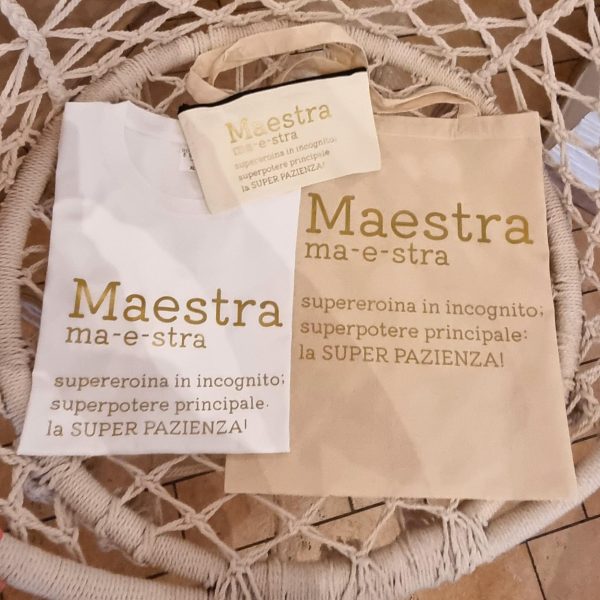 Maestra
ma-e-stra
supereroina in incognito;
superpotere principale
la SUPER PAZIENZA!
Maestra
ma-e-stra
supereroina in incognito;
superpotere principale:
la SUPER PAZIENZA!
Maestra
ma-e-stra
supereroina in incognito;
superpotere principale:
la SUPER PAZIENZA!